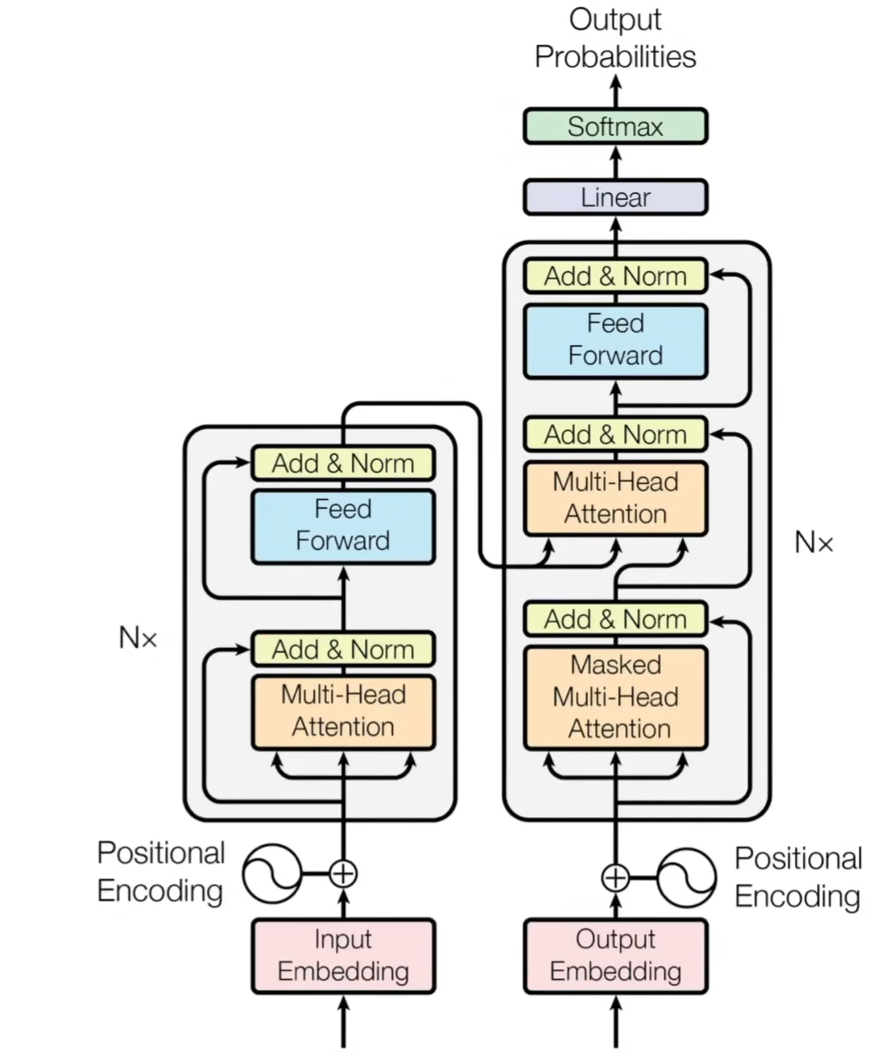 Output
Probabilities
Softmax
Linear
Add & Norm
Feed
Forward
Add & Norm
Multi-Head
Attention
Nx
Add & Norm
Masked
Multi-Head
Attention
Add & Norm
Feed
Forward
Nx
Add & Norm
Multi-Head
Attention
Positional
Encoding
Positional
Encoding
Input
Embedding
Output
Embedding